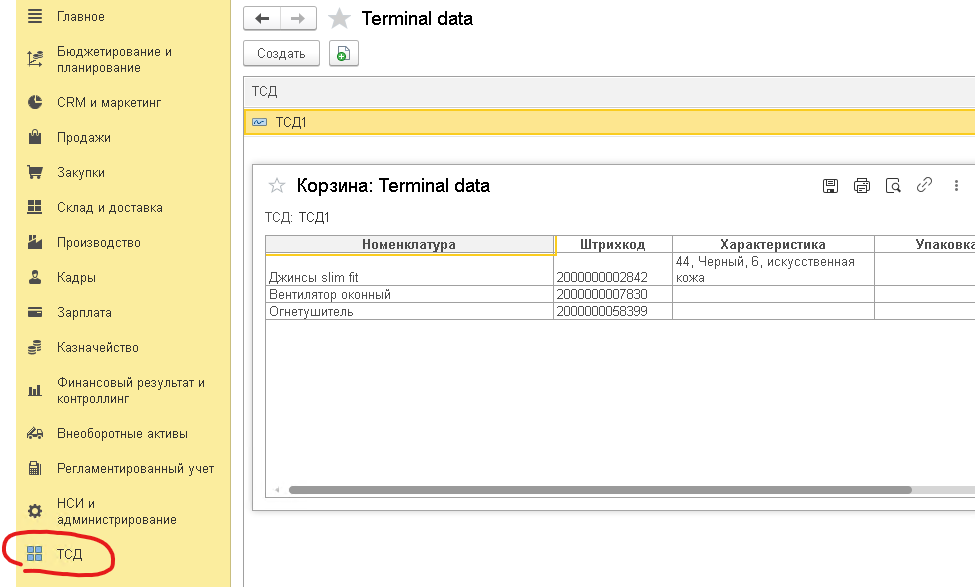 Главное
Бюджетирование и
планирование
CRM и маркетинг
Продажи
Закупки
Склад и доставка
Производство
Кадры
Зарплата
Казначейство
Финансовый результат и
контроллинг
Внеоборотные активы
Регламентированный учет
НСИ и
администрирование
ТСД
Terminal data
Создать
ТСД
ТСД1
Корзина: Terminal data
ТСД: ТСД1
Номенклатура Штрихкод Характеристика Упаковка
44, Черный, 6, искусственная
Джинсы slim fit 2000000002842 кожа
Вентилятор оконный 2000000007830
Огнетушитель 2000000058399